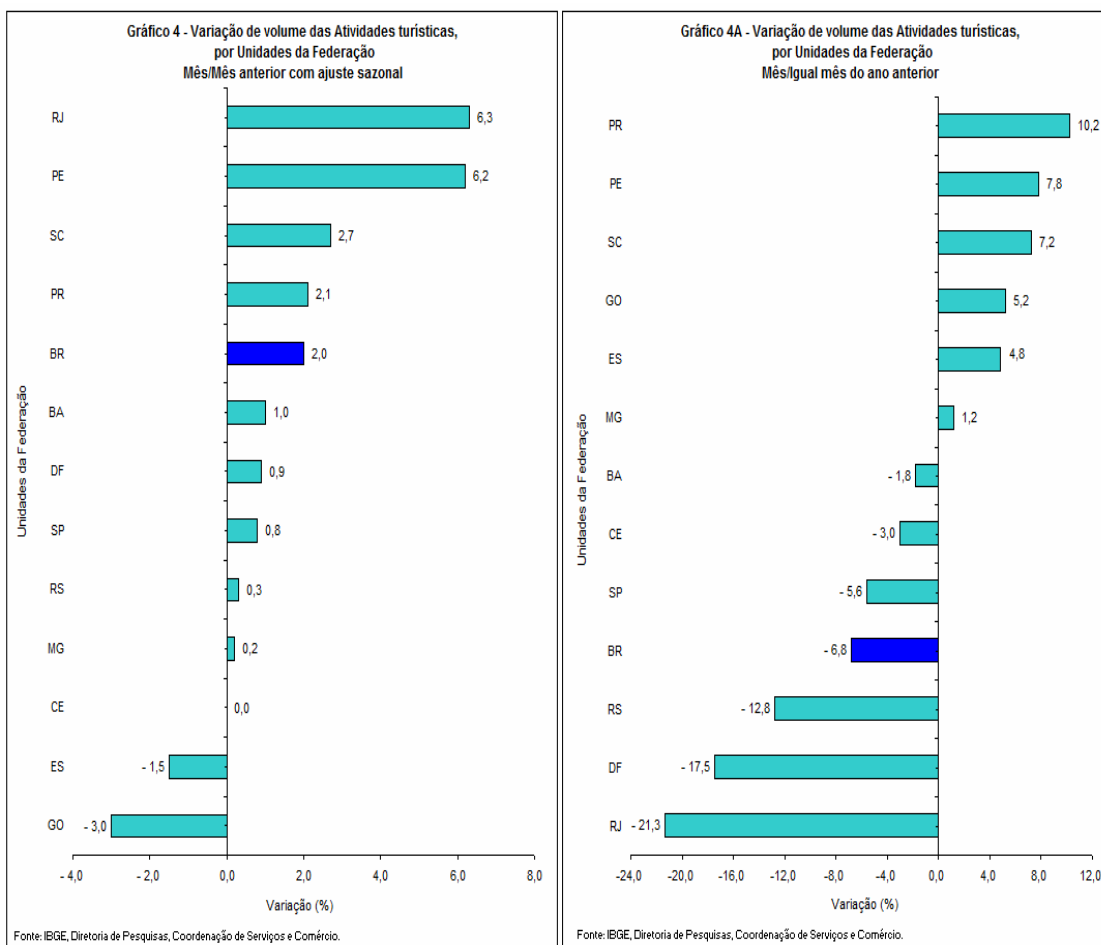 Gráfico 4 - Variação de volume das Atividades turísticas,
por Unidades da Federação
Mês/Mês anterior com ajuste sazonal
Unidades da Federação
RJ 6,3
PE 6,2
SC 2,7
PR 2,1
BR 2,0
BA 1,0
DF 0,9
SP 0,8
RS 0,3
MG 0,2
CE 0,0
ES - 1,5
GO - 3,0
- 4,0 - 2,0 0,0 2,0 4,0 6,0 8,0
Variação (%)
Fonte: IBGE, Diretoria de Pesquisas, Coordenação de Serviços e Comércio.
Gráfico 4A - Variação de volume das Atividades turísticas,
por Unidades da Federação
Mês/Igual mês do ano anterior
Unidades da Federação
PR 10,2
PE 7,8
SC 7,2
GO 5,2
ES 4,8
MG 1,2
BA - 1,8
CE - 3,0
SP - 5,6
BR - 6,8
RS - 12,8
DF - 17,5
RJ - 21,3
-24,0 -20,0 -16,0 -12,0 -8,0 -4,0 0,0 4,0 8,0 12,0
Variação (%)
Fonte: IBGE, Diretoria de Pesquisas, Coordenação de Serviços e Comércio.